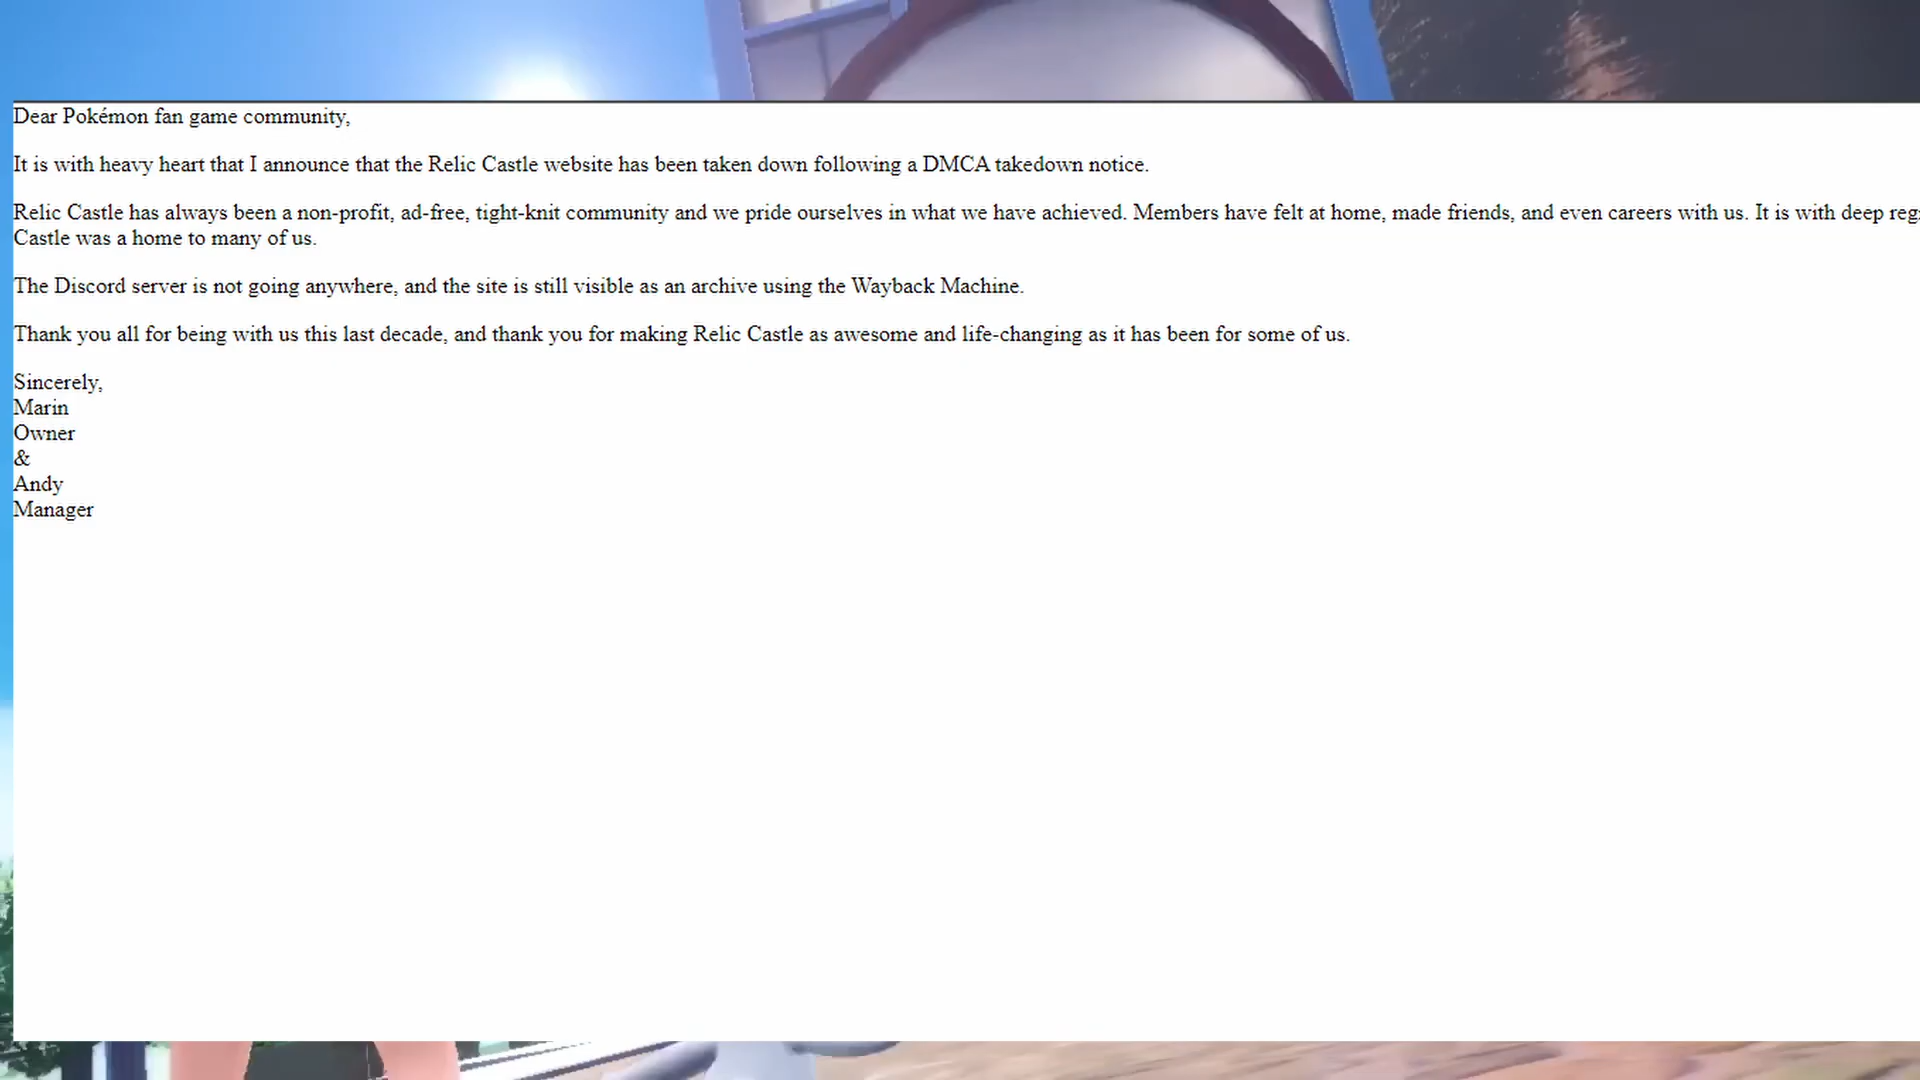 Dear Pokémon fan game community,
It is with heavy heart that I announce that the Relic Castle website has been taken down following a DMCA takedown notice.
Relic Castle has always been a non-profit, ad-free, tight-knit community and we pride ourselves in what we have achieved. Members have felt at home, made friends, and even careers with us. It is with deep
Castle was a home to many of us.
The Discord server is not going anywhere, and the site is still visible as an archive using the Wayback Machine.
Thank you all for being with us this last decade, and thank you for making Relic Castle as awesome and life-changing as it has been for some of us.
Sincerely,
Marin
Owner
&
Andy
Manager